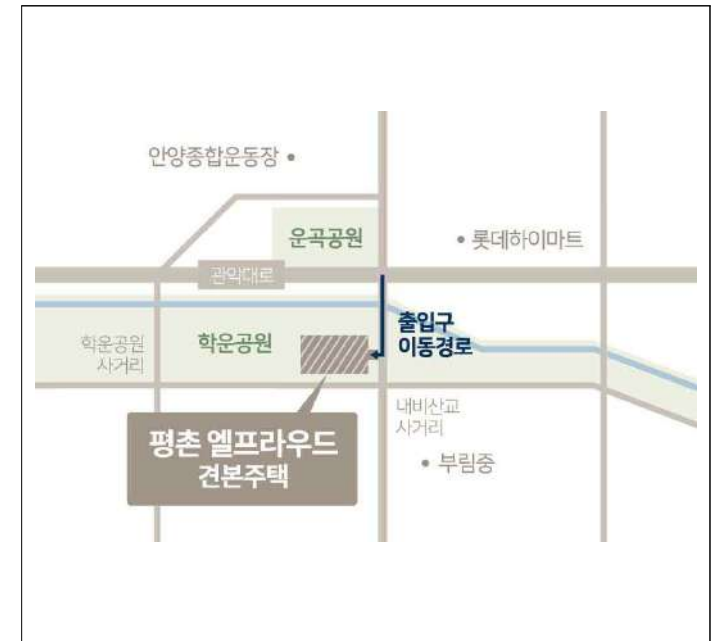 안양종합운동장
운곡공원
롯데하이마트
관악대로
출입구
이동경로
학운공원
사거리
학운공원
내비산교
사거리
평촌 엘프라우드
견본주택
부림중